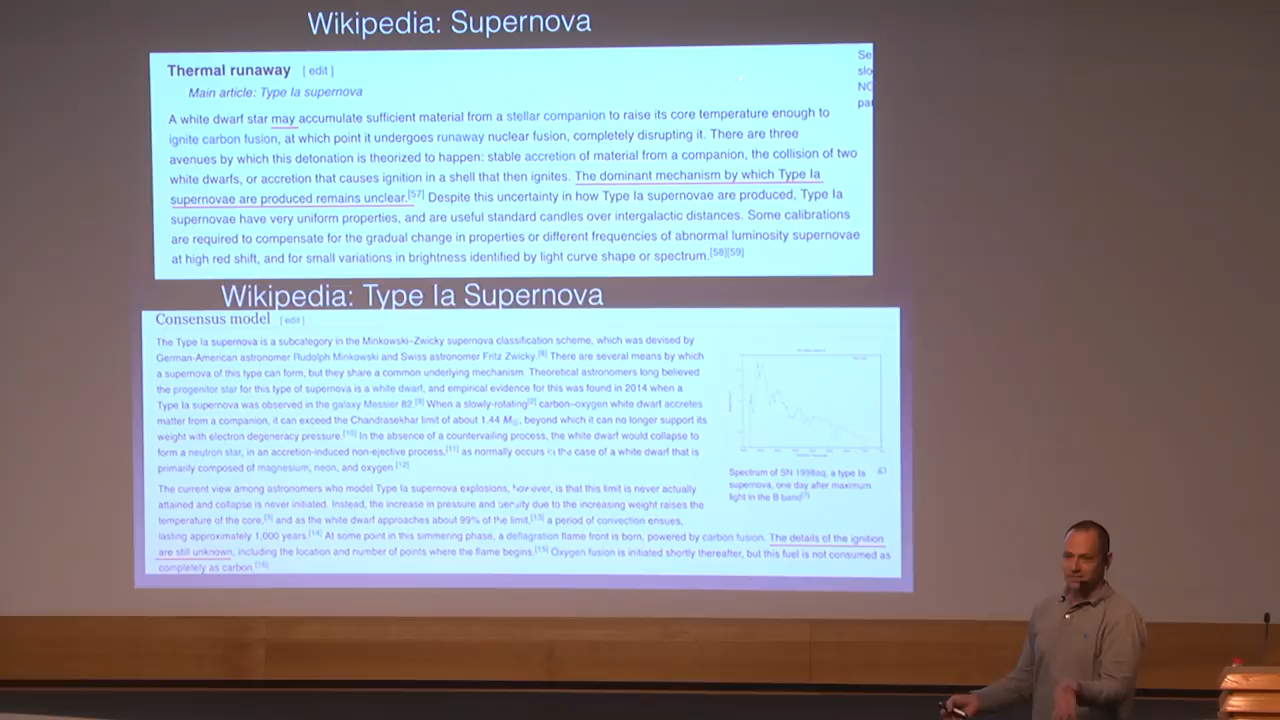 Wikipedia: Supernova
Thermal runaway [ edit ]
Main article: Type Ia supernova
A white dwarf star may accumulate sufficient material from a stellar companion to raise its core temperature enough to
ignite carbon fusion, at which point it undergoes runaway nuclear fusion, completely disrupting it. There are three
avenues by which this detonation is theorized to happen: stable accretion of material from a companion, the collision of two
white dwarfs, or accretion that causes ignition in a shell that then ignites. The dominant mechanism by which Type Ia
supernovae are produced remains unclear.[57] Despite this uncertainty in how Type Ia supernovae are produced, Type Ia
supernovae have very uniform properties, and are useful standard candles over intergalactic distances. Some calibrations
are required to compensate for the gradual change in properties or different frequencies of abnormal luminosity supernovae
at high red shift, and for small variations in brightness identified by light curve shape or spectrum.[58][59]
Se
slo
NC
pa
Wikipedia: Type Ia Supernova
Consensus model [ edit ]
The Type Ia supernova is a subcategory in the Minkowski–Zwicky supernova classification scheme, which was devised by
German-American astronomer Rudolph Minkowski and Swiss astronomer Fritz Zwicky.[8] There are several means by which
a supernova of this type can form, but they share a common underlying mechanism. Theoretical astronomers long believed
the progenitor star for this type of supernova is a white dwarf, and empirical evidence for this was found in 2014 when a
Type Ia supernova was observed in the galaxy Messier 82.[9] When a slowly-rotating[2] carbon–oxygen white dwarf accretes
matter from a companion, it can exceed the Chandrasekhar limit of about 1.44 M☉, beyond which it can no longer support its
weight with electron degeneracy pressure.[10] In the absence of a countervailing process, the white dwarf would collapse to
form a neutron star, in an accretion-induced non-ejective process,[11] as normally occurs in the case of a white dwarf that is
primarily composed of magnesium, neon, and oxygen.[12]
The current view among astronomers who model Type Ia supernova explosions, however, is that this limit is never actually
attained and collapse is never initiated. Instead, the increase in pressure and density due to the increasing weight raises the
temperature of the core,[3] and as the white dwarf approaches about 99% of the limit,[13] a period of convection ensues,
lasting approximately 1,000 years.[14] At some point in this simmering phase, a deflagration flame front is born, powered by carbon fusion. The details of the ignition
are still unknown, including the location and number of points where the flame begins.[15] Oxygen fusion is initiated shortly thereafter, but this fuel is not consumed as
completely as carbon.[16]
Spectrum of SN 1998aq, a type Ia
supernova, one day after maximum
light in the B band[7]